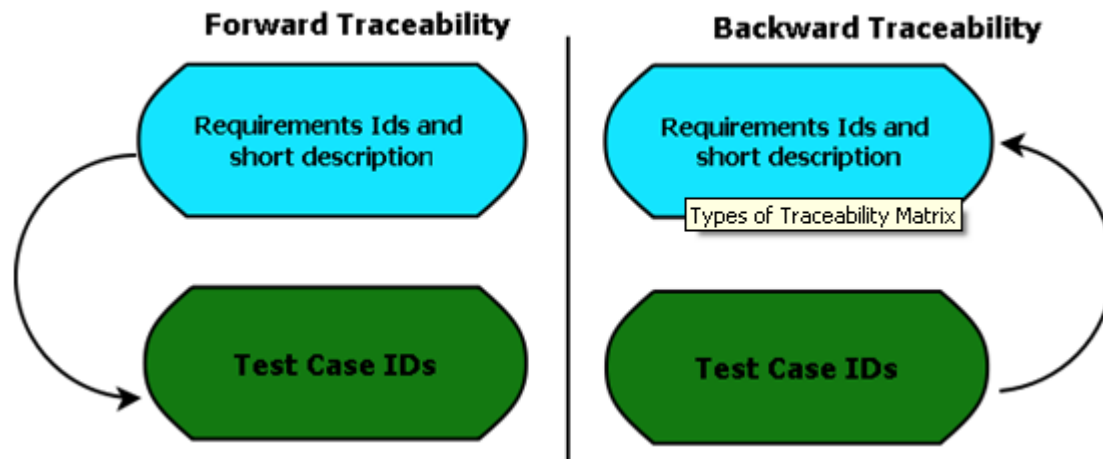 Forward Traceability
Requirements Ids and
short description
Test Case IDs
Backward Traceability
Requirements Ids and
short description
Types of Traceability Matrix
Test Case IDs